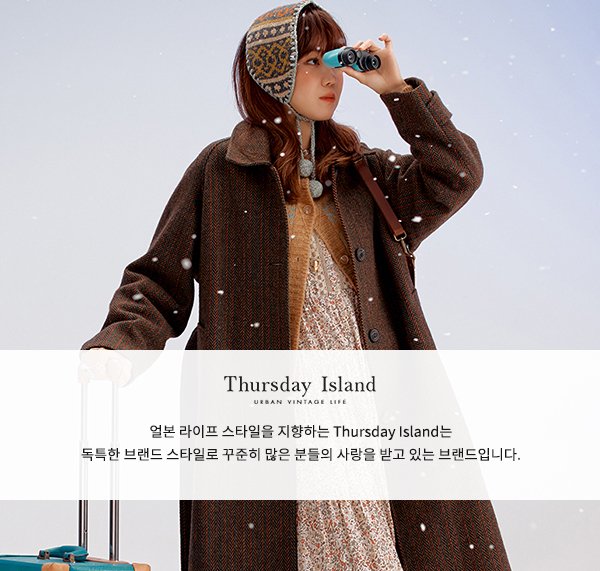 Thursday Island
URBAN VINTAGE LIFE
얼본 라이프 스타일을 지향하는 Thursday Island는
독특한 브랜드 스타일로 꾸준히 많은 분들의 사랑을 받고 있는 브랜드입니다.